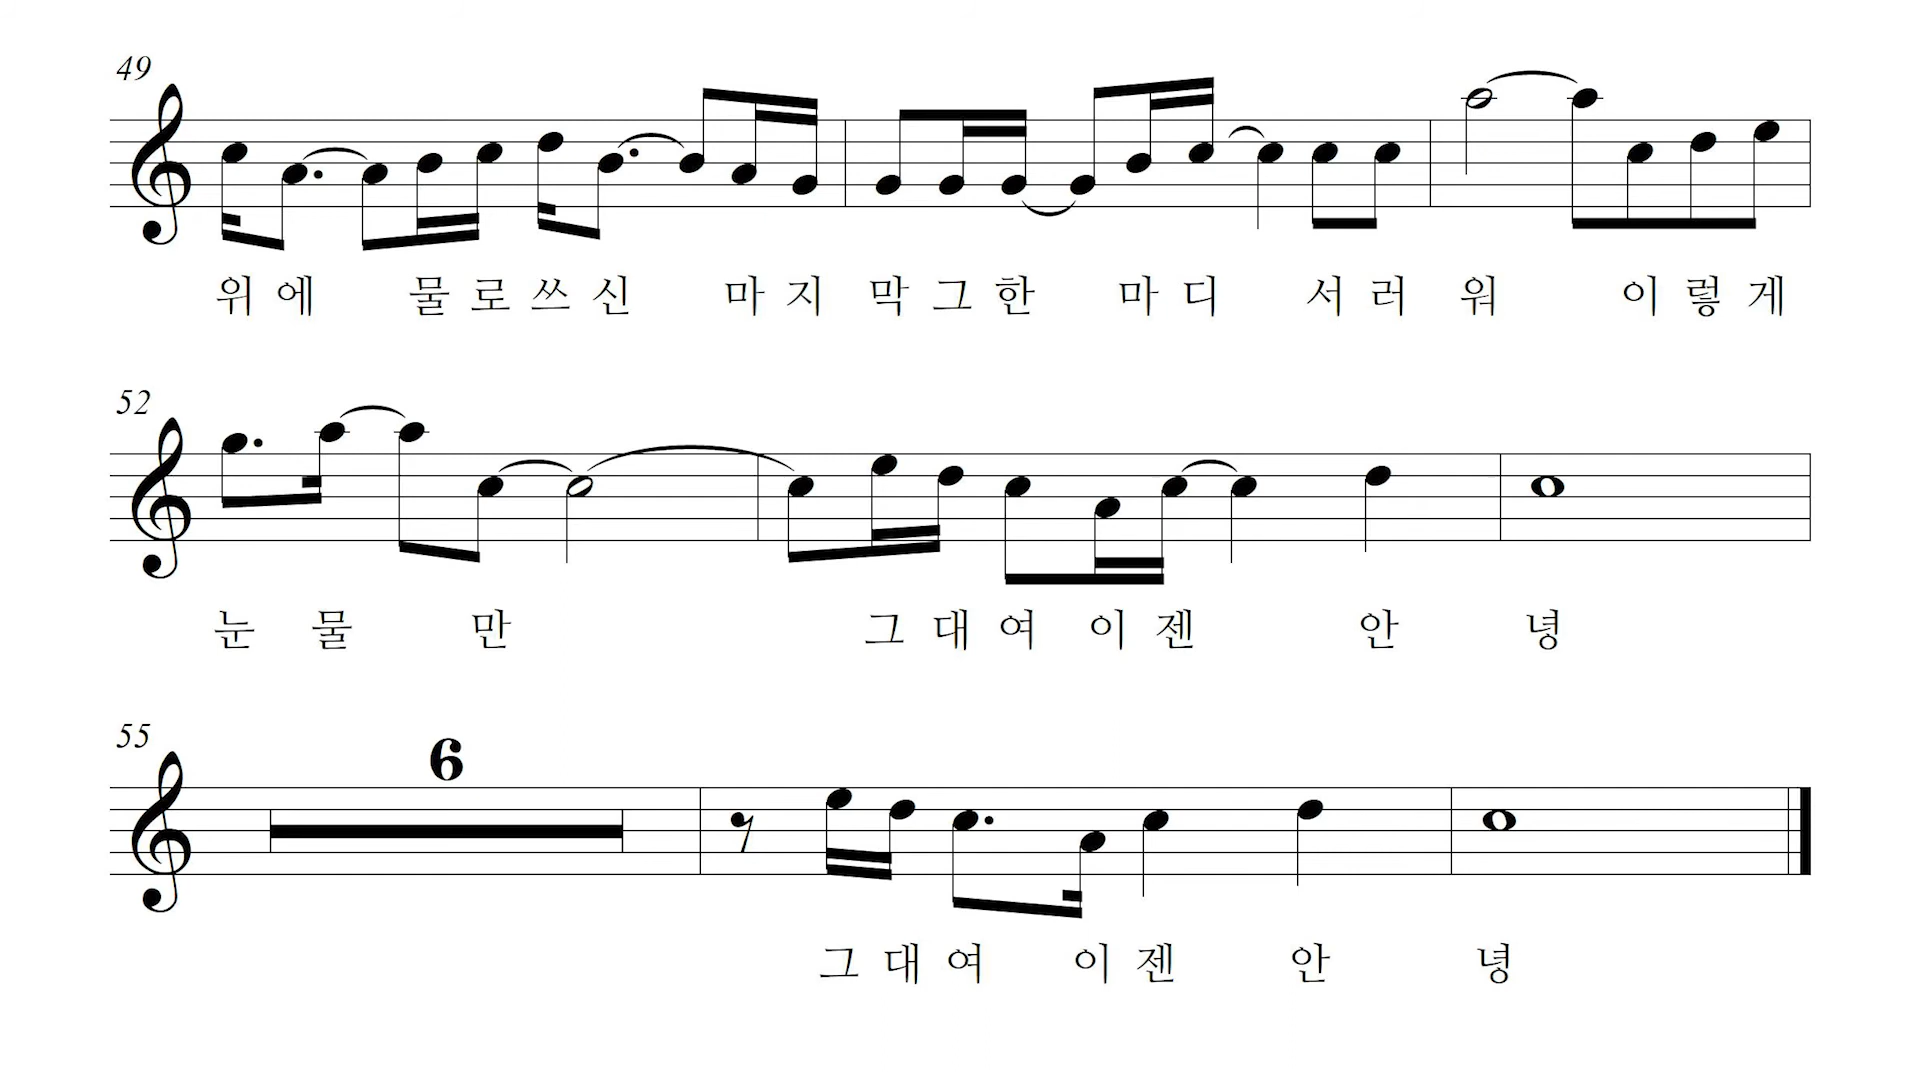 49
위에 물로쓰신 마지 막그한 마디 서러 워 이렇게
52
눈 물 만 그대여 이젠 안 녕
55
6
그대여 이젠 안 녕